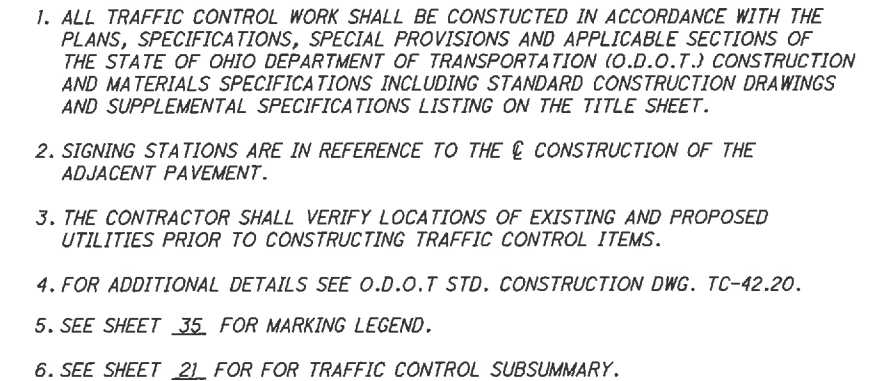 1. ALL TRAFFIC CONTROL WORK SHALL BE CONSTUCTED IN ACCORDANCE WITH THE
PLANS, SPECIFICATIONS, SPECIAL PROVISIONS AND APPLICABLE SECTIONS OF
THE STATE OF OHIO DEPARTMENT OF TRANSPORTATION (O.D.O.T.) CONSTRUCTION
AND MATERIALS SPECIFICATIONS INCLUDING STANDARD CONSTRUCTION DRAWINGS
AND SUPPLEMENTAL SPECIFICATIONS LISTING ON THE TITLE SHEET.
2. SIGNING STATIONS ARE IN REFERENCE TO THE ℄ CONSTRUCTION OF THE
ADJACENT PAVEMENT.
3. THE CONTRACTOR SHALL VERIFY LOCATIONS OF EXISTING AND PROPOSED
UTILITIES PRIOR TO CONSTRUCTING TRAFFIC CONTROL ITEMS.
4. FOR ADDITIONAL DETAILS SEE O.D.O.T STD. CONSTRUCTION DWG. TC-42.20.
5. SEE SHEET 35 FOR MARKING LEGEND.
6. SEE SHEET 21 FOR FOR TRAFFIC CONTROL SUBSUMMARY.